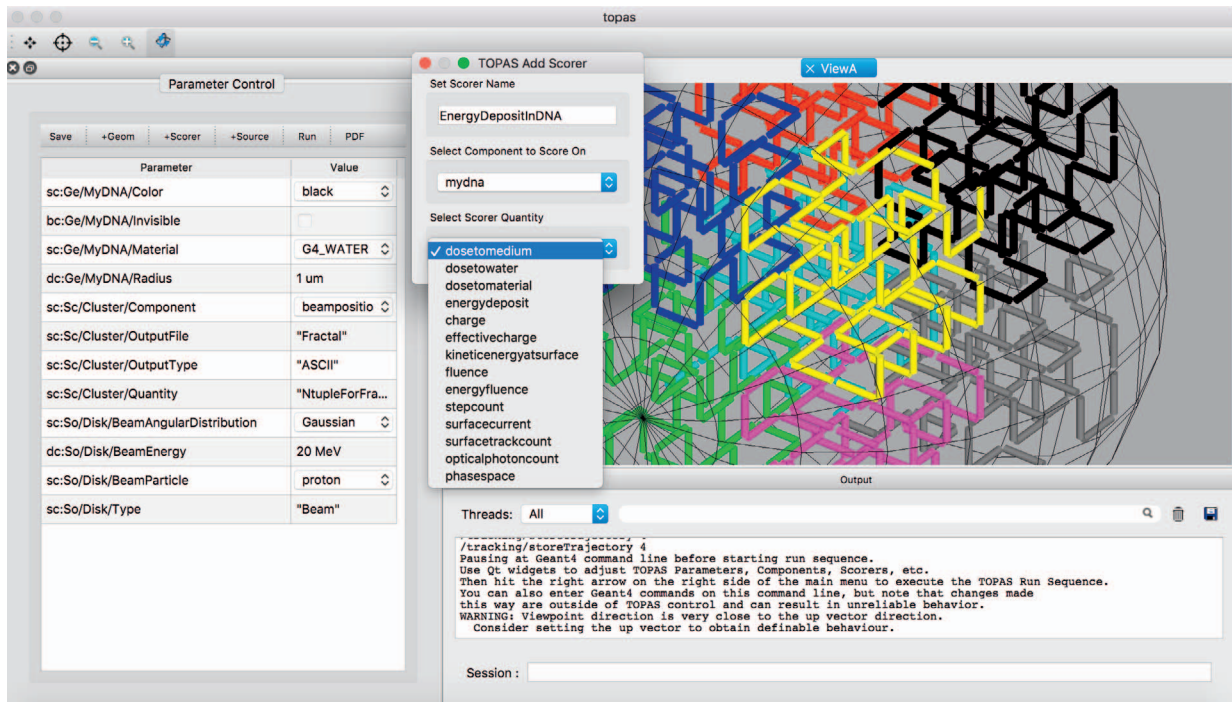 topas
Parameter Control
Save +Geom +Scorer +Source Run PDF
Parameter Value
sc:Ge/MyDNA/Color black
bc:Ge/MyDNA/Invisible
sc:Ge/MyDNA/Material G4_WATER
dc:Ge/MyDNA/Radius 1 um
sc:Sc/Cluster/Component beampositio
sc:Sc/Cluster/OutputFile "Fractal"
sc:Sc/Cluster/OutputType "ASCII"
sc:Sc/Cluster/Quantity "NtupleForFra...
sc:So/Disk/BeamAngularDistribution Gaussian
dc:So/Disk/BeamEnergy 20 MeV
sc:So/Disk/BeamParticle proton
sc:So/Disk/Type "Beam"
TOPAS Add Scorer
Set Scorer Name
EnergyDepositInDNA
Select Component to Score On
mydna
Select Scorer Quantity
✓ dosetomedium
dosetowater
dosetomaterial
energydeposit
charge
effectivecharge
kineticenergyatsurface
fluence
energyfluence
stepcount
surfacecurrent
surfacetrackcount
opticalphotoncount
phasespace
× ViewA
Output
Threads: All
/tracking/storeTrajectory 4
/tracking/storeTrajectory 4
Pausing at Geant4 command line before starting run sequence.
Use Qt widgets to adjust TOPAS Parameters, Components, Scorers, etc.
Then hit the right arrow on the right side of the main menu to execute the TOPAS Run Sequence.
You can also enter Geant4 commands on this command line, but note that changes made
this way are outside of TOPAS control and can result in unreliable behavior.
WARNING: Viewpoint direction is very close to the up vector direction.
Consider setting the up vector to obtain definable behaviour.
Session :